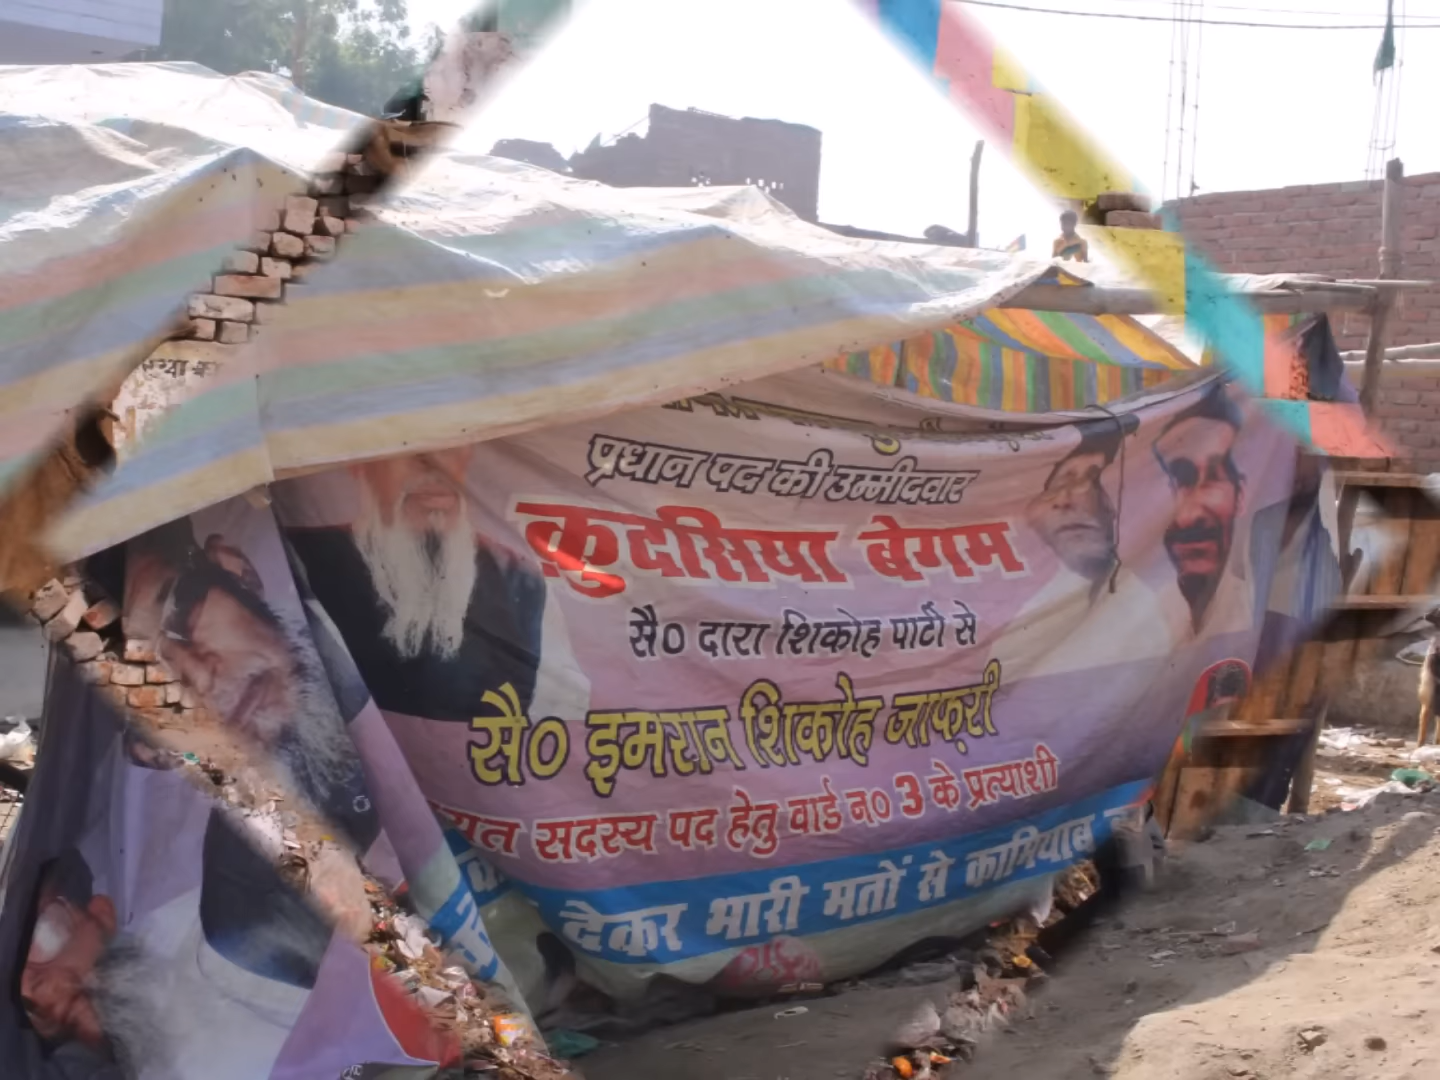 प्रधान पद की उम्मीदवार
क़ुदसिया बेगम
सै० दारा शिकोह पार्टी से
सै० इमरान शिकोह जाफ़री
सदस्य पद हेतु वार्ड न० 3 के प्रत्याशी
देकर भारी मतों से कामियाब